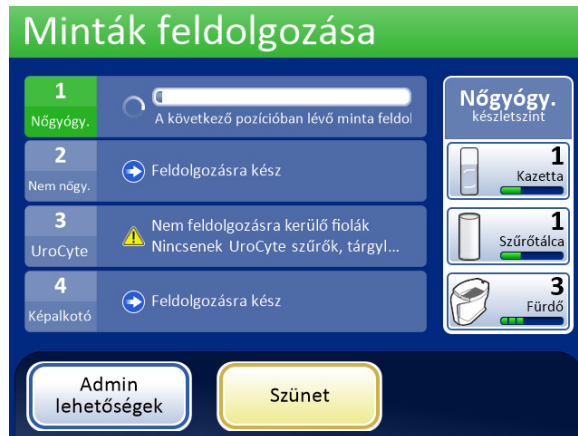 Minták feldolgozása
1
Nőgyógy.
A következő pozícióban lévő minta feldol
2
Nem nőgy.
Feldolgozásra kész
3
UroCyte
Nem feldolgozásra kerülő fiolák
Nincsenek UroCyte szűrők, tárgyl...
4
Képalkotó
Feldolgozásra kész
Nőgyógy.
készletszint
1
Kazetta
1
Szűrőtálca
3
Fürdő
Admin
lehetőségek
Szünet